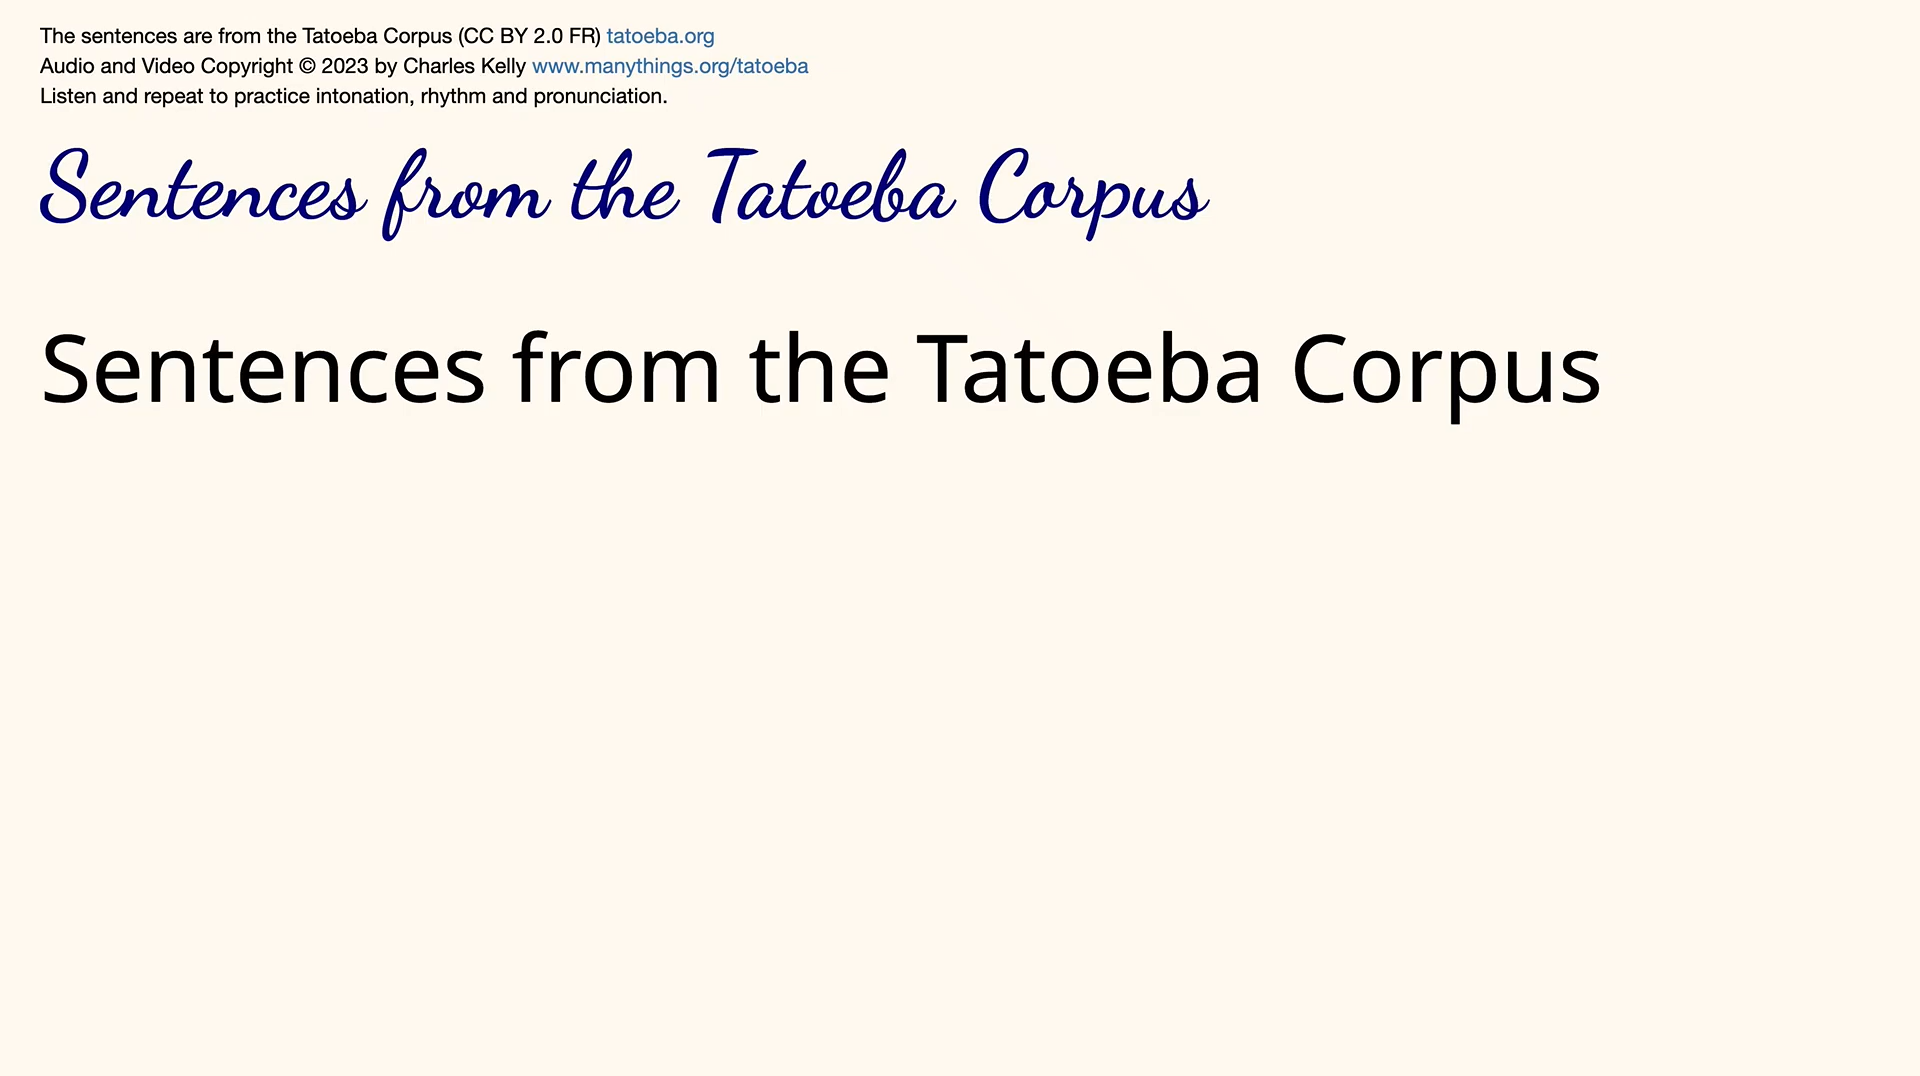 The sentences are from the Tatoeba Corpus (CC BY 2.0 FR) tatoeba.org
Audio and Video Copyright © 2023 by Charles Kelly www.manythings.org/tatoeba
Listen and repeat to practice intonation, rhythm and pronunciation.
Sentences from the Tatoeba Corpus
Sentences from the Tatoeba Corpus